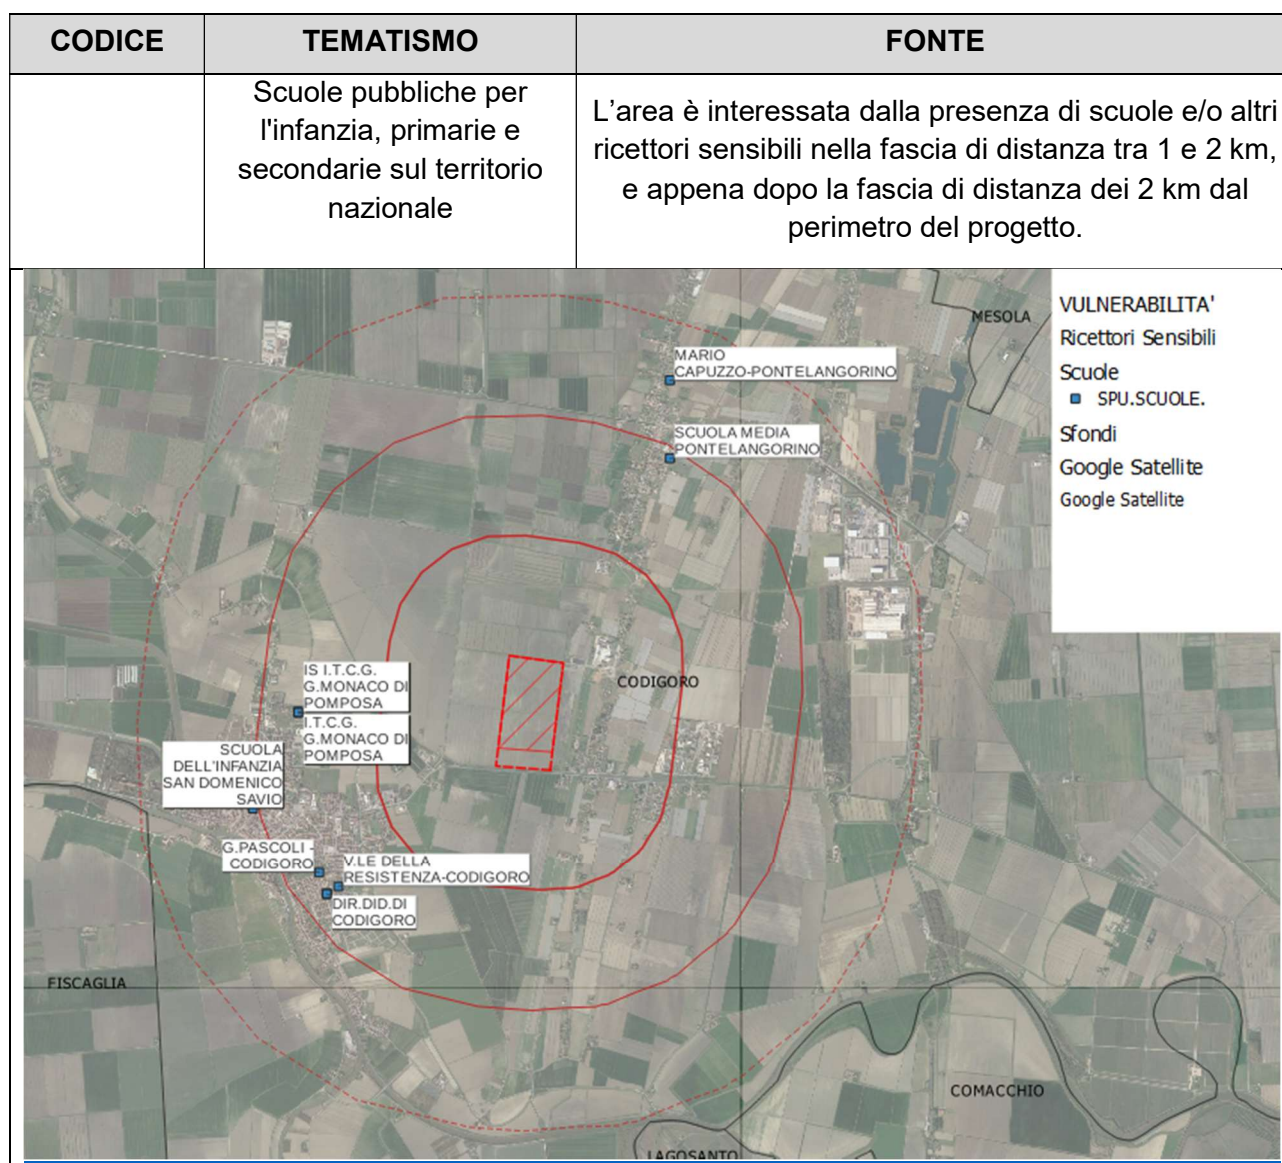 CODICE
TEMATISMO
FONTE
Scuole pubbliche per
l'infanzia, primarie e
secondarie sul territorio
nazionale
L'area è interessata dalla presenza di scuole e/o altri
ricettori sensibili nella fascia di distanza tra 1 e 2 km,
e appena dopo la fascia di distanza dei 2 km dal
perimetro del progetto.
VULNERABILITA'
Ricettori Sensibili
Scuole
SPU.SCUOLE.
Sfondi
Google Satellite
Google Satellite
MESOLA
MARIO
CAPUZZO-PONTELANGORINO
SCUOLA MEDIA
PONTELANGORINO
IS I.T.C.G.
G.MONACO DI
POMPOSA
I.T.C.G.
G.MONACO DI
POMPOSA
CODIGORO
SCUOLA
DELL'INFANZIA
SAN DOMENICO
SAVIO
G.PASCOLI -
CODIGORO
V.LE DELLA
RESISTENZA-CODIGORO
DIR.DID.DI
CODIGORO
FISCAGLIA
COMACCHIO
LAGOSANTO